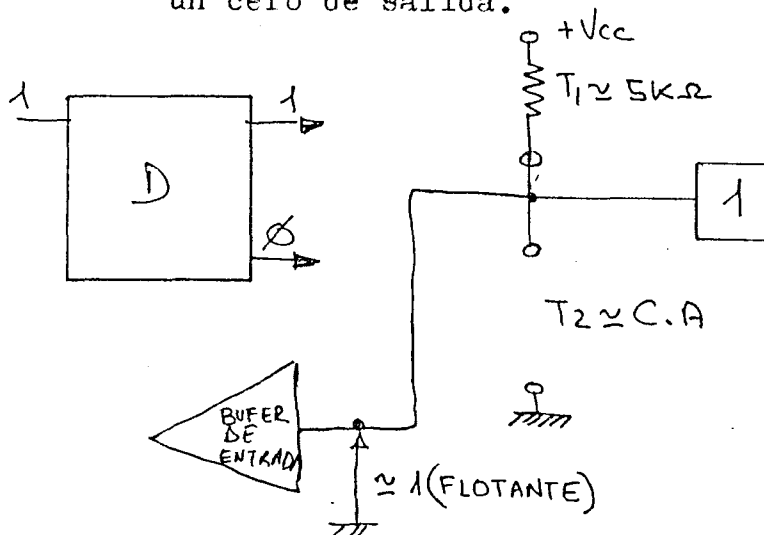 un cero de salida.
+Vcc
T1 ≃ 5KΩ
1
1
D
Ø
1
T2 ≃ C.A
BUFER
DE
ENTRADA
≃ 1 (FLOTANTE)